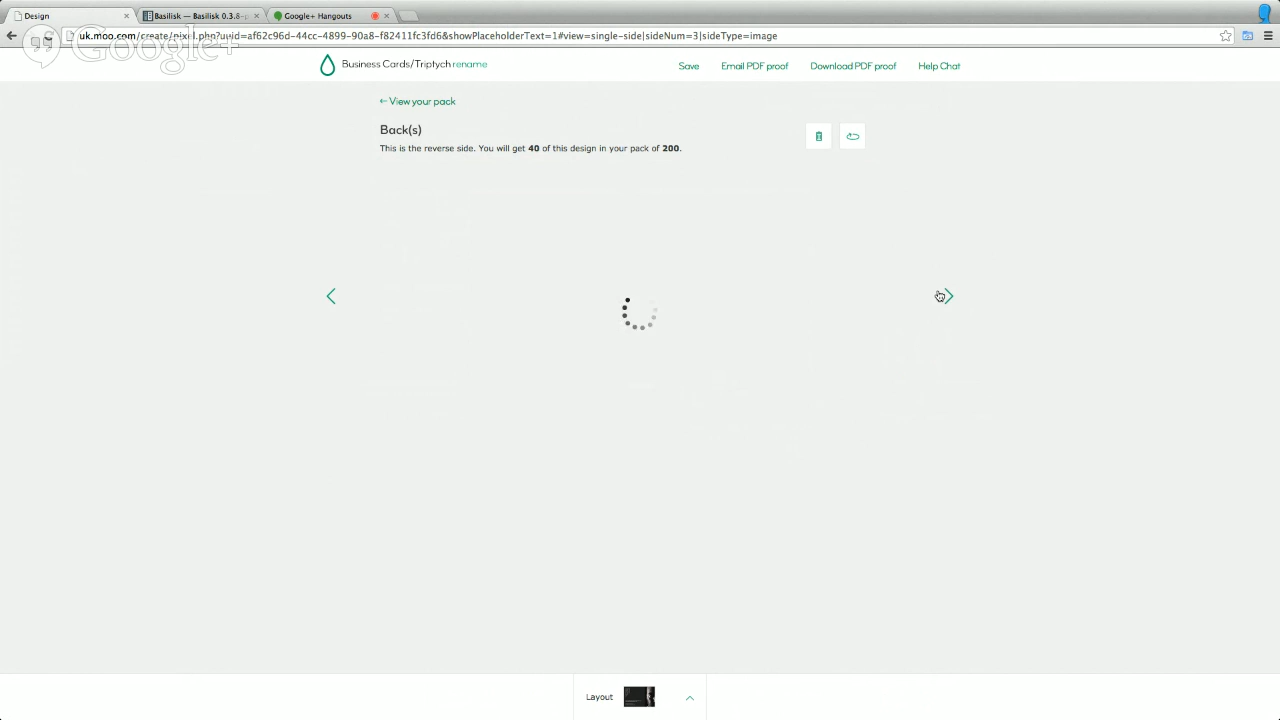 Design
Basilisk — Basilisk 0.3.8-p
Google+ Hangouts
uk.moo.com/create/pixel.php?uvid=af62c96d-44cc-4899-90a8-f82411fc3fd6&showPlaceholderText=1#view=single-side|sideNum=3|sideType=image
Google+
Business Cards/Triptych rename
Save
Email PDF proof
Download PDF proof
Help Chat
← View your pack
Back(s)
This is the reverse side. You will get 40 of this design in your pack of 200.
Layout